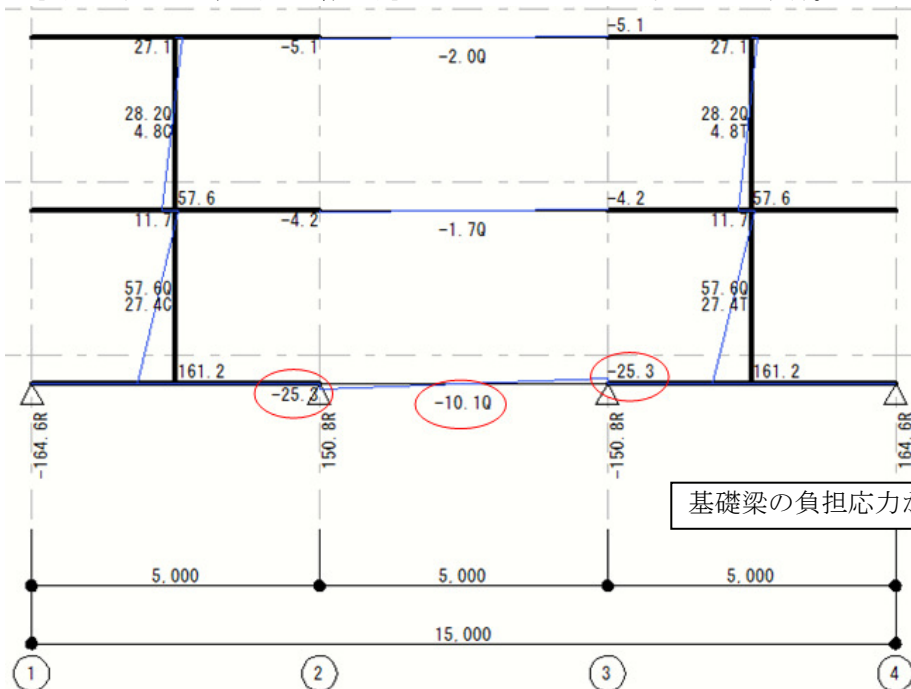 -5.1
27.1 -5.1 -2.0Q 27.1
28.2Q 28.2Q
4.8C 4.8T
57.6 -4.2 57.6
11.7 -4.2 -1.7Q 11.7
57.6Q 57.6Q
27.4C 27.4T
161.2 -25.3 161.2
-25.3 -10.1Q
-164.6R 150.8R -150.8R 164.6R
基礎梁の負担応力
5.000 5.000 5.000
15.000
1 2 3 4